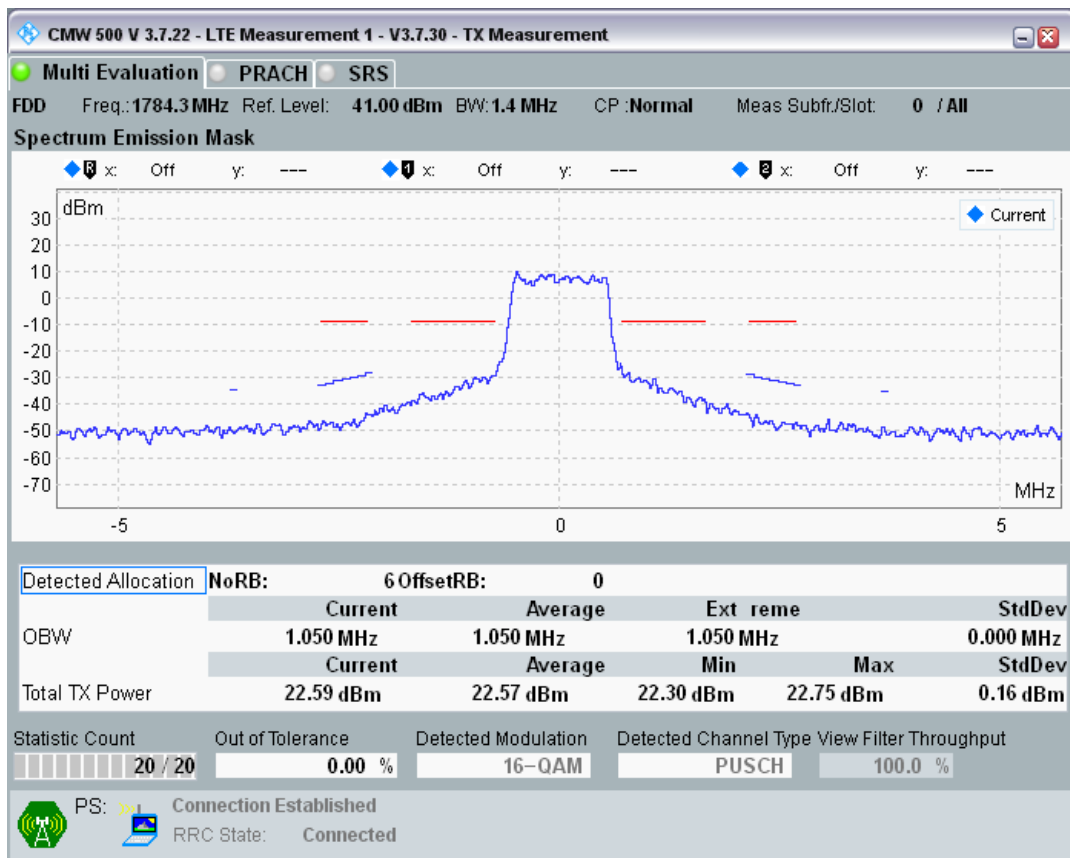 CMW 500 V 3.7.22 - LTE Measurement 1 - V3.7.30 - TX Measurement
Multi Evaluation PRACH SRS
FDD Freq.: 1784.3 MHz Ref. Level: 41.00 dBm BW: 1.4 MHz CP : Normal Meas Subfr./Slot: 0 / All
Spectrum Emission Mask
R x: Off y: --- 1 x: Off y: --- 2 x: Off y: ---
dBm
Current
30
20
10
0
-10
-20
-30
-40
-50
-60
-70
MHz
-5 0 5
Detected Allocation NoRB: 6 OffsetRB: 0
Current Average Ext reme StdDev
OBW 1.050 MHz 1.050 MHz 1.050 MHz 0.000 MHz
Current Average Min Max StdDev
Total TX Power 22.59 dBm 22.57 dBm 22.30 dBm 22.75 dBm 0.16 dBm
Statistic Count Out of Tolerance Detected Modulation Detected Channel Type View Filter Throughput
20 / 20 0.00 % 16-QAM PUSCH 100.0 %
PS: Connection Established
RRC State: Connected